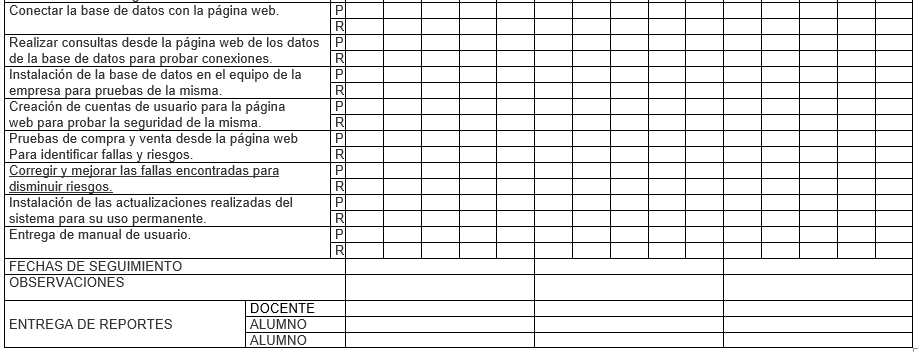 Conectar la base de datos con la página web.
P
R
Realizar consultas desde la página web de los datos
de la base de datos para probar conexiones.
P
R
Instalación de la base de datos en el equipo de la
empresa para pruebas de la misma.
P
R
Creación de cuentas de usuario para la página
web para probar la seguridad de la misma.
P
R
Pruebas de compra y venta desde la página web
Para identificar fallas y riesgos.
P
R
Corregir y mejorar las fallas encontradas para
disminuir riesgos.
P
R
Instalación de las actualizaciones realizadas del
sistema para su uso permanente.
P
R
Entrega de manual de usuario.
P
R
FECHAS DE SEGUIMIENTO
OBSERVACIONES
ENTREGA DE REPORTES
DOCENTE
ALUMNO
ALUMNO